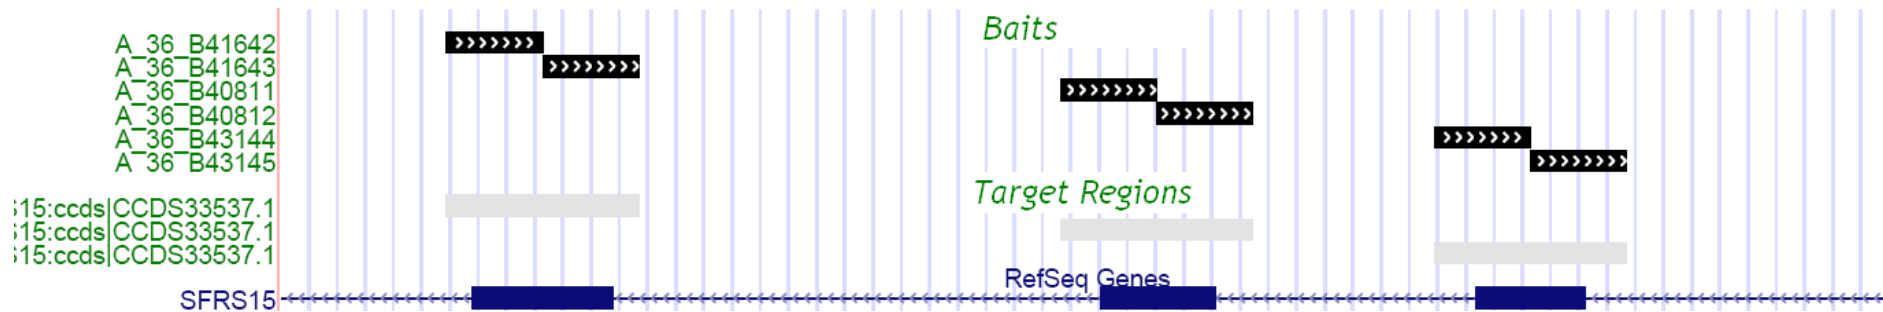 Baits
A_36_B41642
A_36_B41643
A_36_B40811
A_36_B40812
A_36_B43144
A_36_B43145
Target Regions
15:ccds|CCDS33537.1
15:ccds|CCDS33537.1
15:ccds|CCDS33537.1
RefSeq Genes
SFRS15